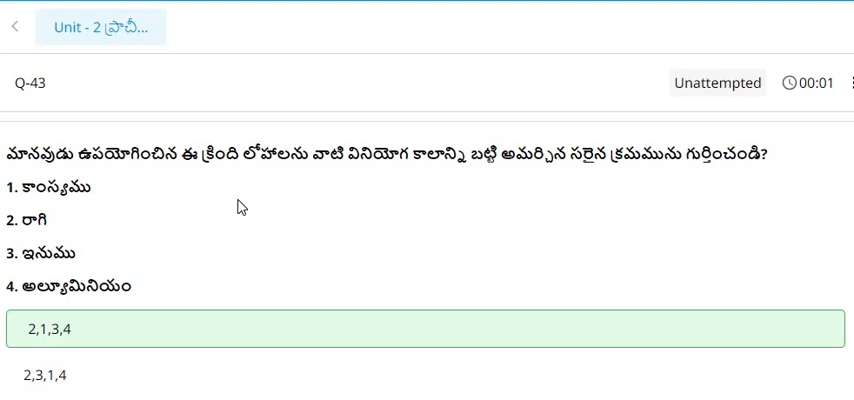 Unit - 2 ప్రాచీ...
Q-43
Unattempted
00:01
మానవుడు ఉపయోగించిన ఈ క్రింది లోహాలను వాటి వినియోగ కాలాన్ని బట్టి అమర్చిన సరైన క్రమమును గుర్తించండి?
1. కాంస్యము
2. రాగి
3. ఇనుము
4. అల్యూమినియం
2,1,3,4
2,3,1,4